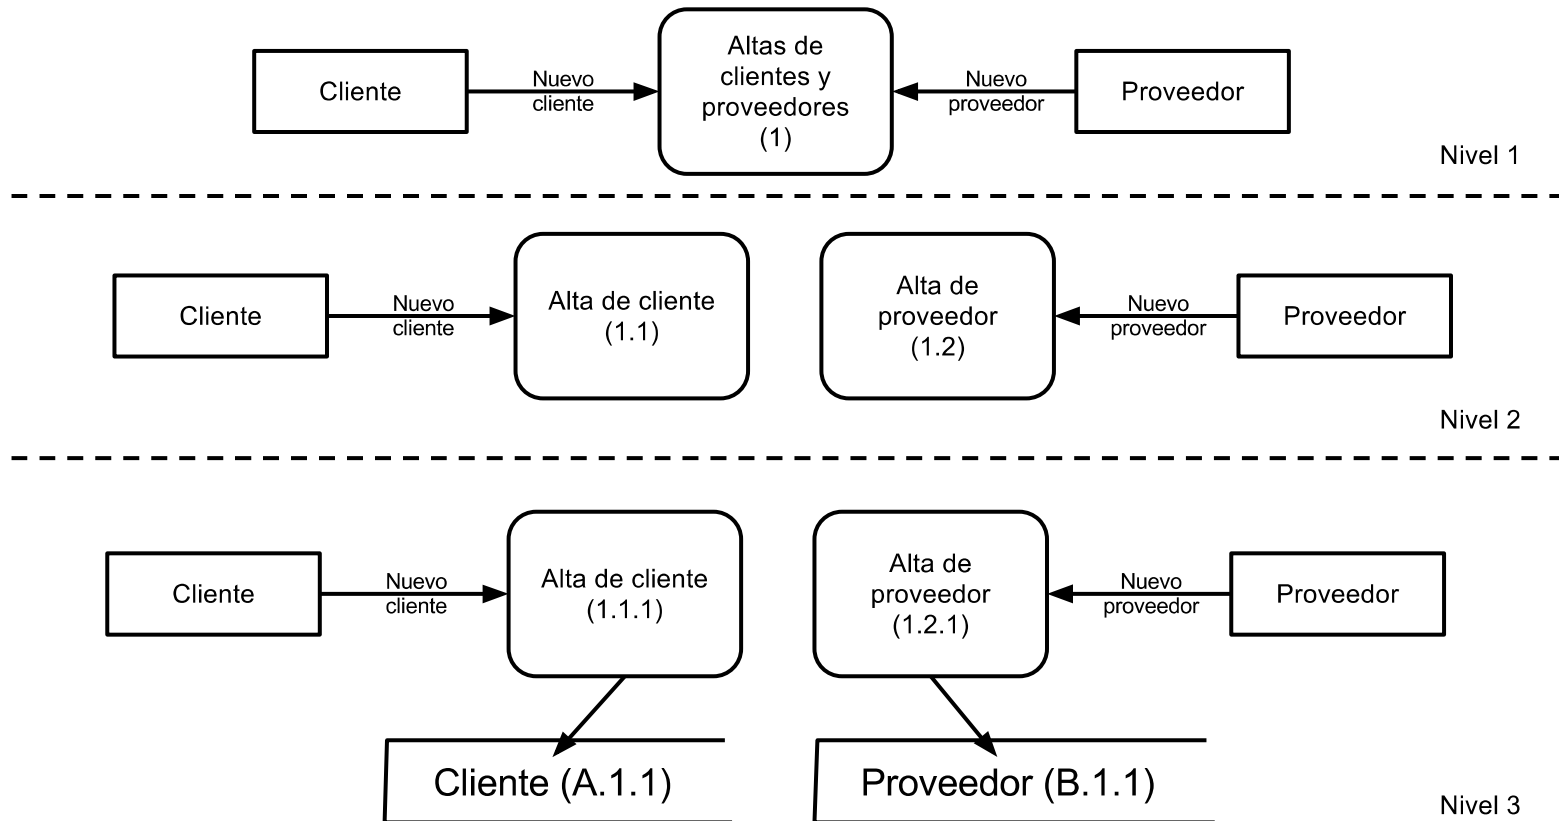 Cliente
Nuevo
cliente
Altas de
clientes y
proveedores
(1)
Nuevo
proveedor
Proveedor
Nivel 1
Cliente
Nuevo
cliente
Alta de cliente
(1.1)
Alta de
proveedor
(1.2)
Nuevo
proveedor
Proveedor
Nivel 2
Cliente
Nuevo
cliente
Alta de cliente
(1.1.1)
Alta de
proveedor
(1.2.1)
Nuevo
proveedor
Proveedor
Cliente (A.1.1)
Proveedor (B.1.1)
Nivel 3